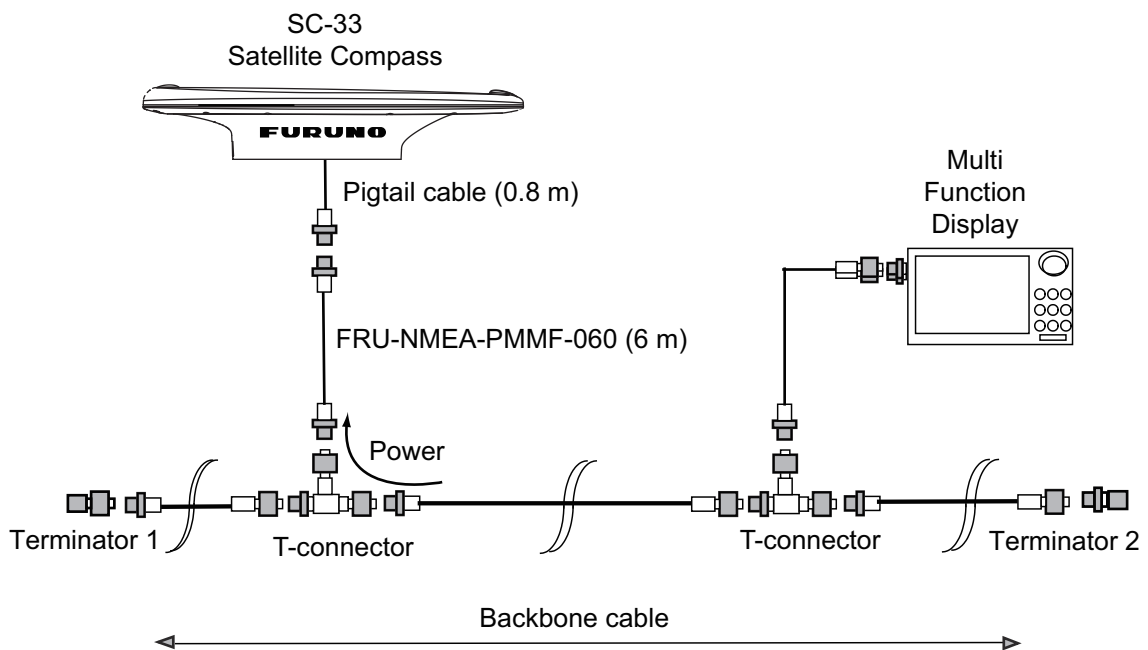 SC-33
Satellite Compass
FURUNO
Pigtail cable (0.8 m)
Multi
Function
Display
FRU-NMEA-PMMF-060 (6 m)
Power
Terminator 1
T-connector
T-connector
Terminator 2
Backbone cable